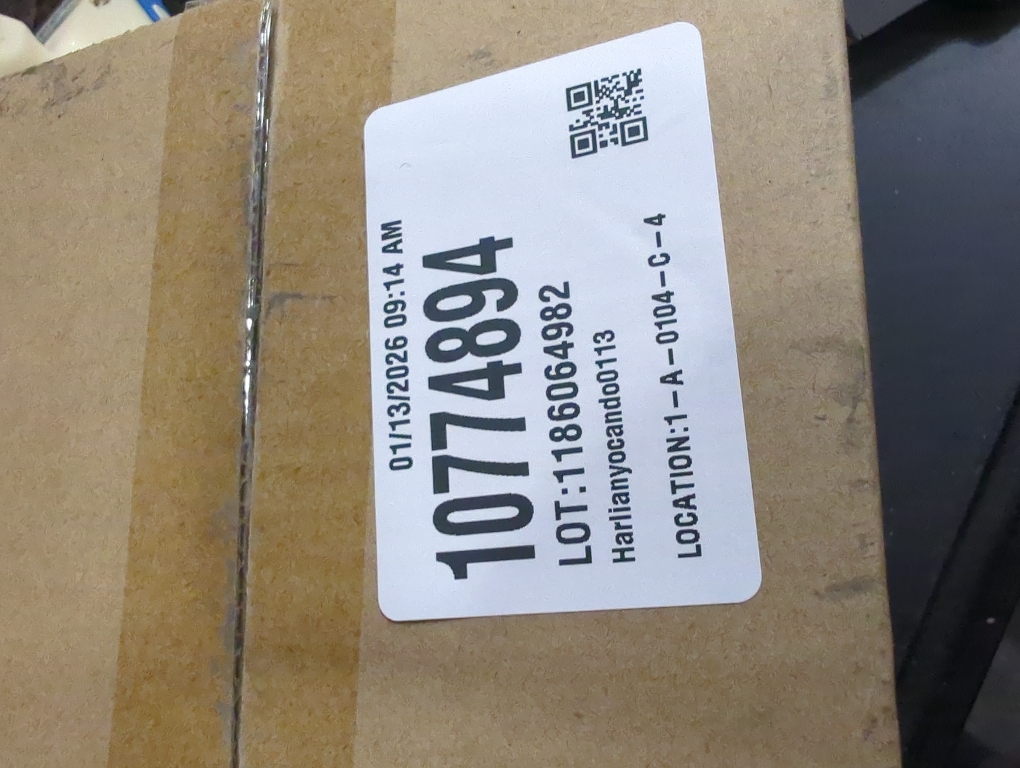 01/13/2026 09:14 AM
10774894
LOT:1186064982
Harlianyocando0113
LOCATION:1-A-0104-C-4